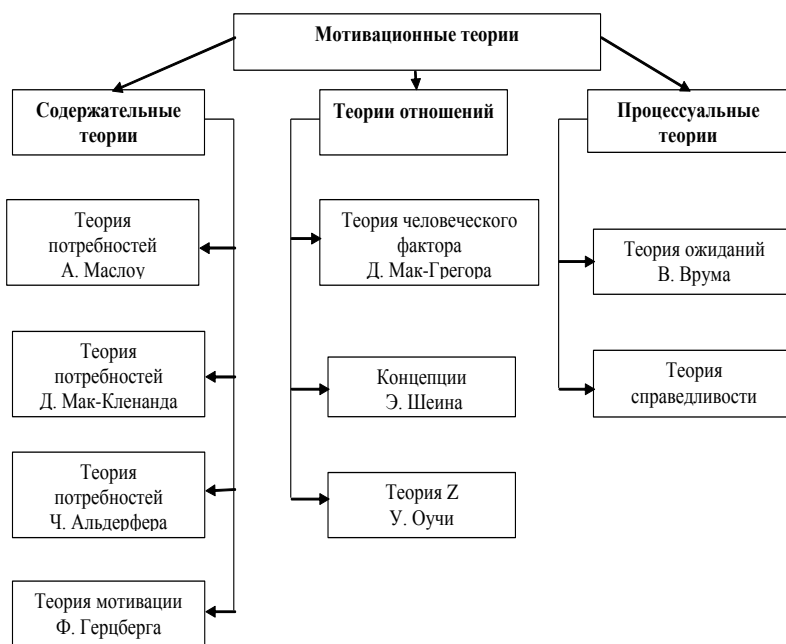 Мотивационные теории
Содержательные
теории
Теории отношений
Процессуальные
теории
Теория
потребностей
А. Маслоу
Теория человеческого
фактора
Д. Мак-Грегора
Теория ожиданий
В. Врума
Теория
потребностей
Д. Мак-Кленанда
Концепции
Э. Шеина
Теория
справедливости
Теория
потребностей
Ч. Альдерфера
Теория Z
У. Оучи
Теория мотивации
Ф. Герцберга